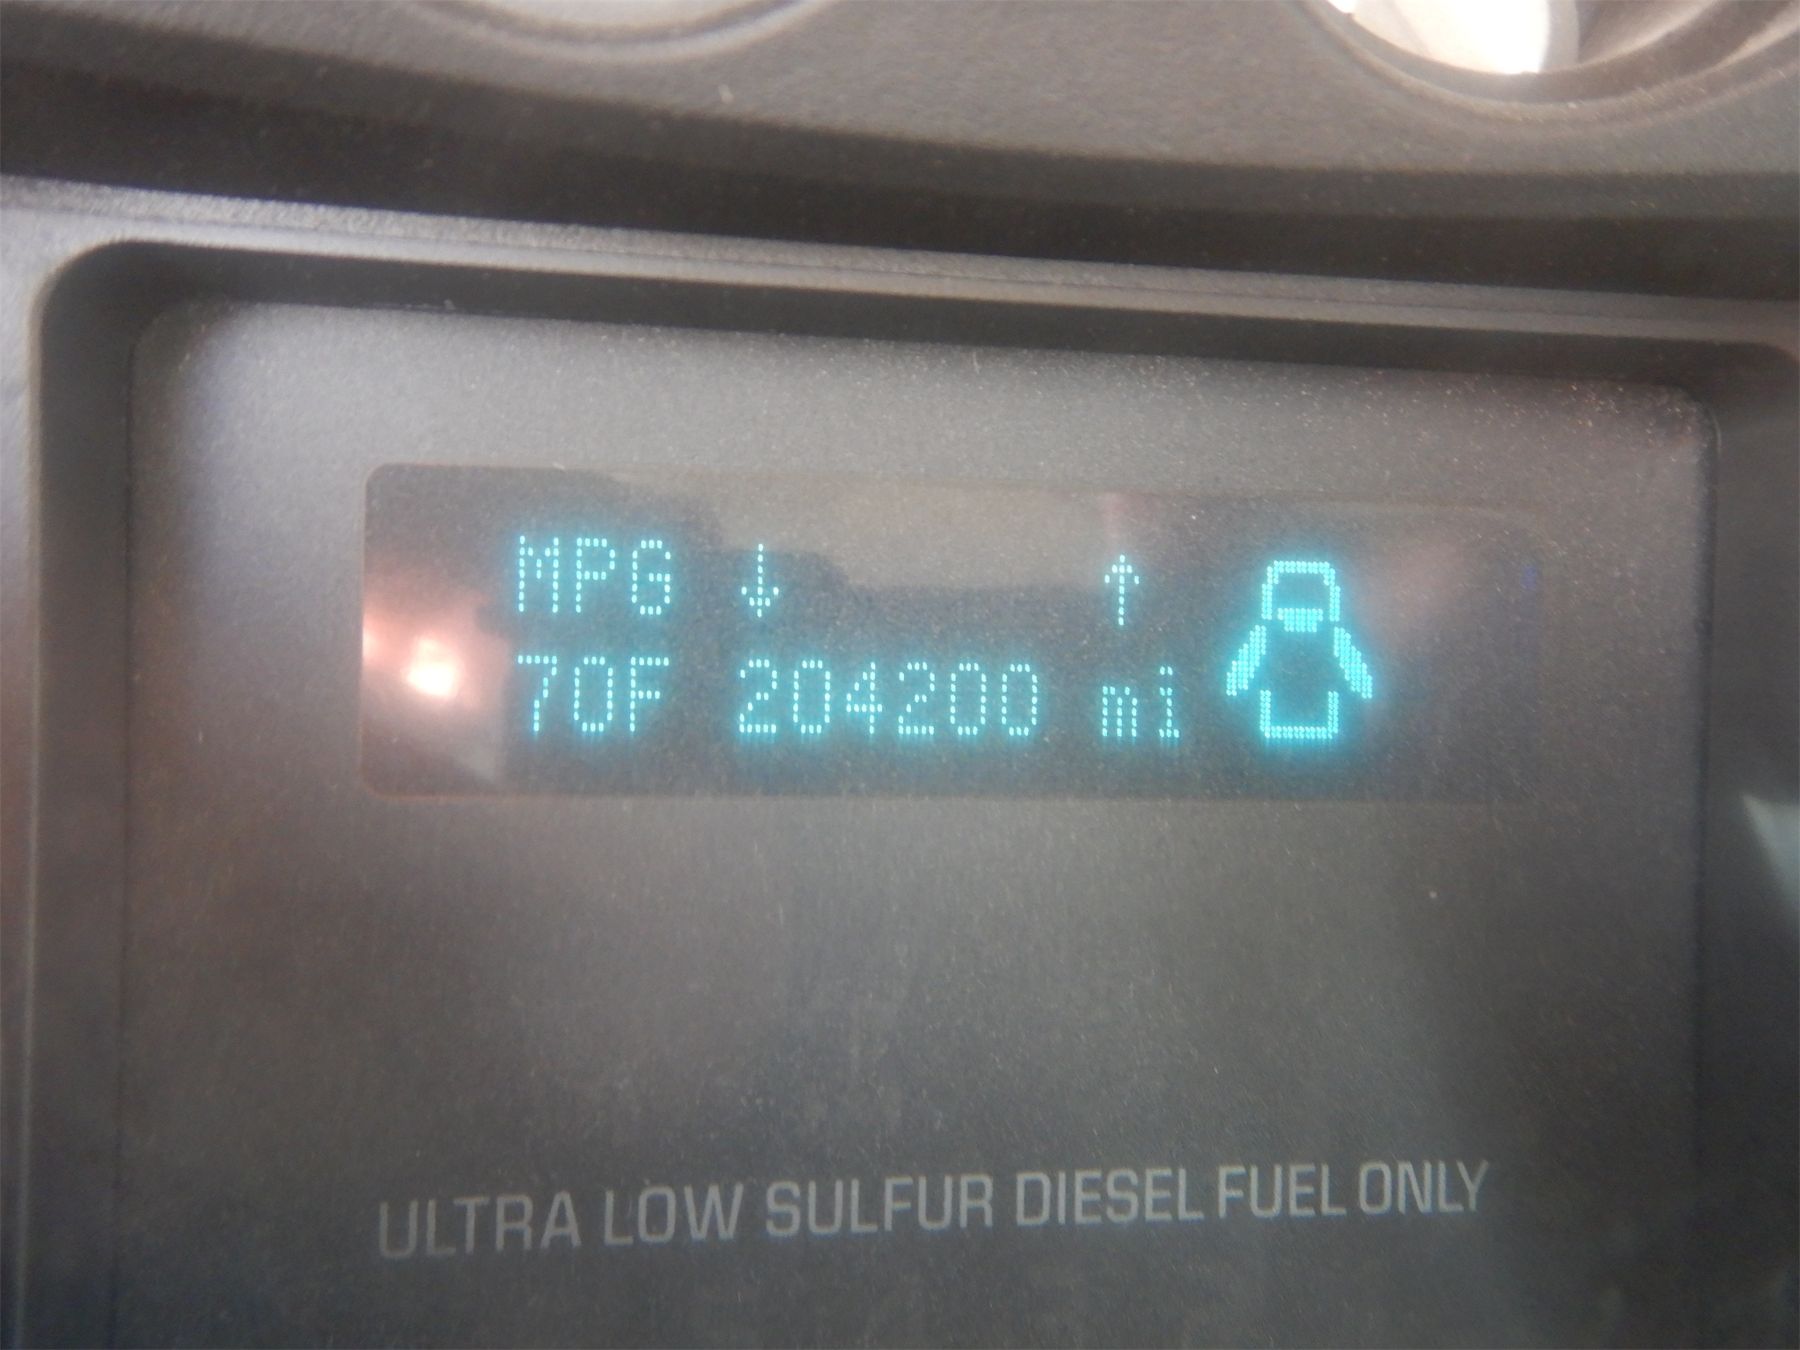 MPG ↓ ↑
70F 204200 mi
ULTRA LOW SULFUR DIESEL FUEL ONLY